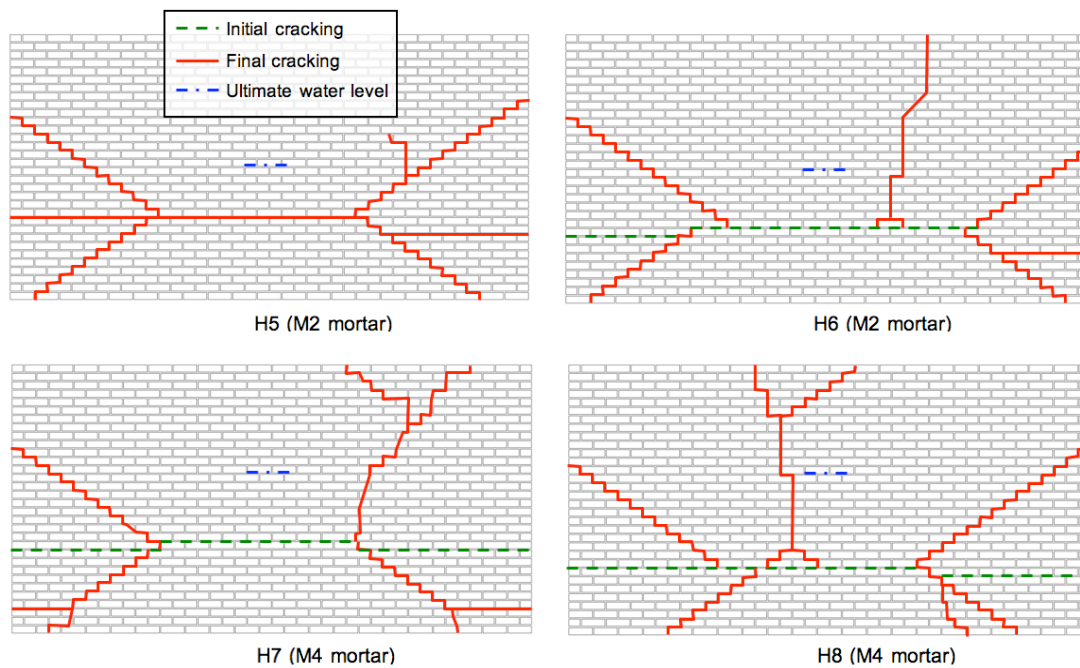 Initial cracking
Final cracking
Ultimate water level
H5 (M2 mortar)
H6 (M2 mortar)
H7 (M4 mortar)
H8 (M4 mortar)